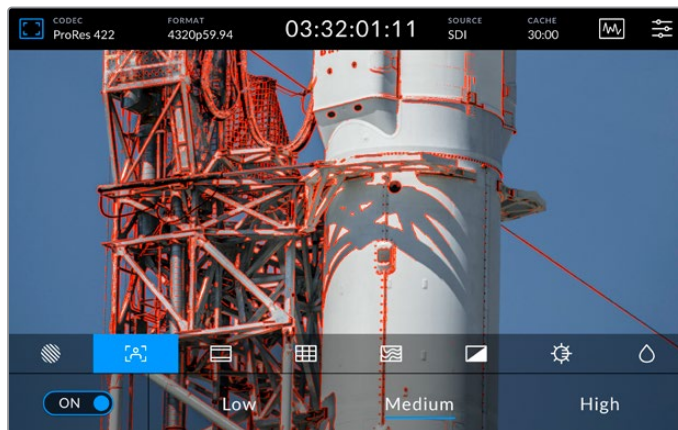 CODEC
ProRes 422
FORMAT
4320p59.94
03:32:01:11
SOURCE
SDI
CACHE
30:00
ON
Low
Medium
High